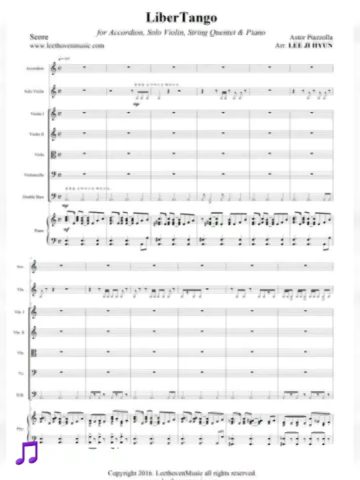 LiberTango
for Accordion, Solo Violin, String Quintet & Piano
Score
Astor Piazzolla
www.leethovenmusic.com
Arr. LEE JI HYUN
Accordion
Solo Violin
Violin I
Violin II
Viola
Violoncello
Double Bass
mp
Piano
mp
Vln.
Vln. I
Vln. II
Vla.
Vc.
D.B.
Copyright 2016. LeethovenMusic all rights reserved.